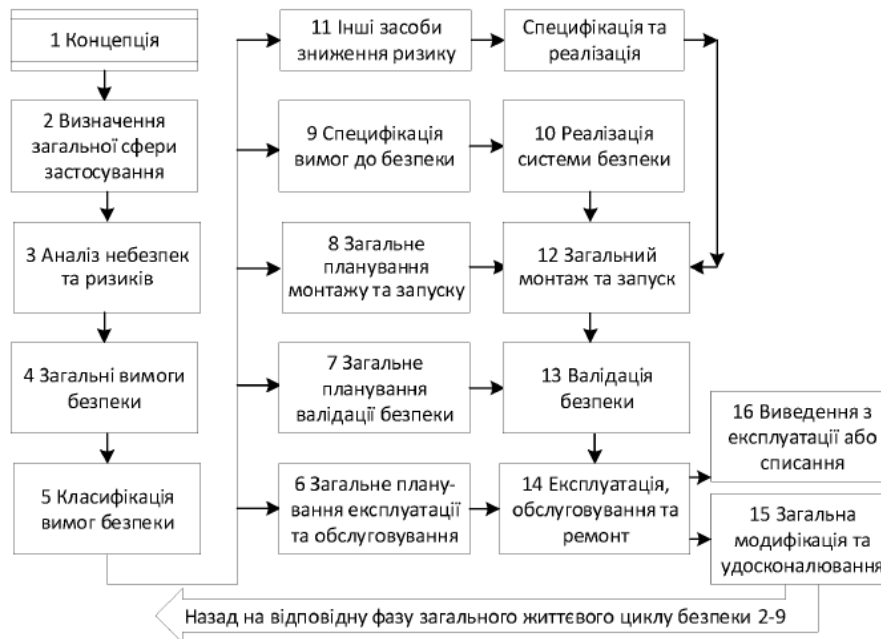 1 Концепція
2 Визначення
загальної сфери
застосування
3 Аналіз небезпек
та ризиків
4 Загальні вимоги
безпеки
5 Класифікація
вимог безпеки
11 Інші засоби
зниження ризику
9 Специфікація
вимог до безпеки
8 Загальне
планування
монтажу та запуску
7 Загальне
планування
валідації безпеки
6 Загальне плану-
вання експлуатації
та обслуговування
Специфікація та
реалізація
10 Реалізація
системи безпеки
12 Загальний
монтаж та запуск
13 Валідація
безпеки
14 Експлуатація,
обслуговування та
ремонт
16 Виведення з
експлуатації або
списання
15 Загальна
модифікація та
удосконалювання
Назад на відповідну фазу загального життєвого циклу безпеки 2-9